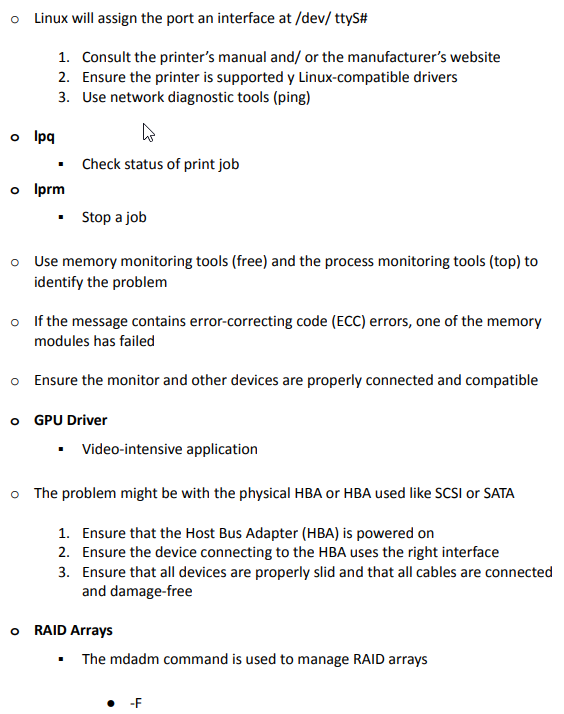 o Linux will assign the port an interface at /dev/ ttyS#
1. Consult the printer's manual and/ or the manufacturer's website
2. Ensure the printer is supported y Linux-compatible drivers
3. Use network diagnostic tools (ping)
o lpq
▪ Check status of print job
o lprm
▪ Stop a job
o Use memory monitoring tools (free) and the process monitoring tools (top) to
identify the problem
o If the message contains error-correcting code (ECC) errors, one of the memory
modules has failed
o Ensure the monitor and other devices are properly connected and compatible
o GPU Driver
▪ Video-intensive application
o The problem might be with the physical HBA or HBA used like SCSI or SATA
1. Ensure that the Host Bus Adapter (HBA) is powered on
2. Ensure the device connecting to the HBA uses the right interface
3. Ensure that all devices are properly slid and that all cables are connected
and damage-free
o RAID Arrays
▪ The mdadm command is used to manage RAID arrays
● -F